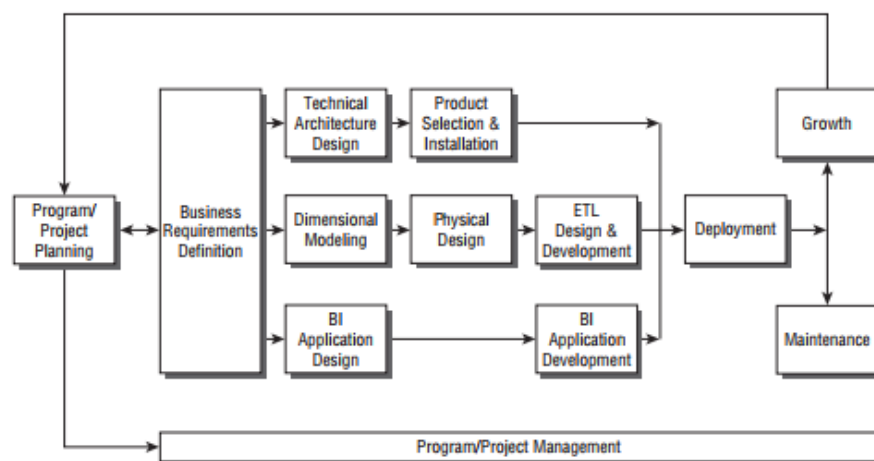 Technical
Architecture
Design
Product
Selection &
Installation
Growth
Program/
Project
Planning
Business
Requirements
Definition
Dimensional
Modeling
Physical
Design
ETL
Design &
Development
Deployment
BI
Application
Design
BI
Application
Development
Maintenance
Program/Project Management